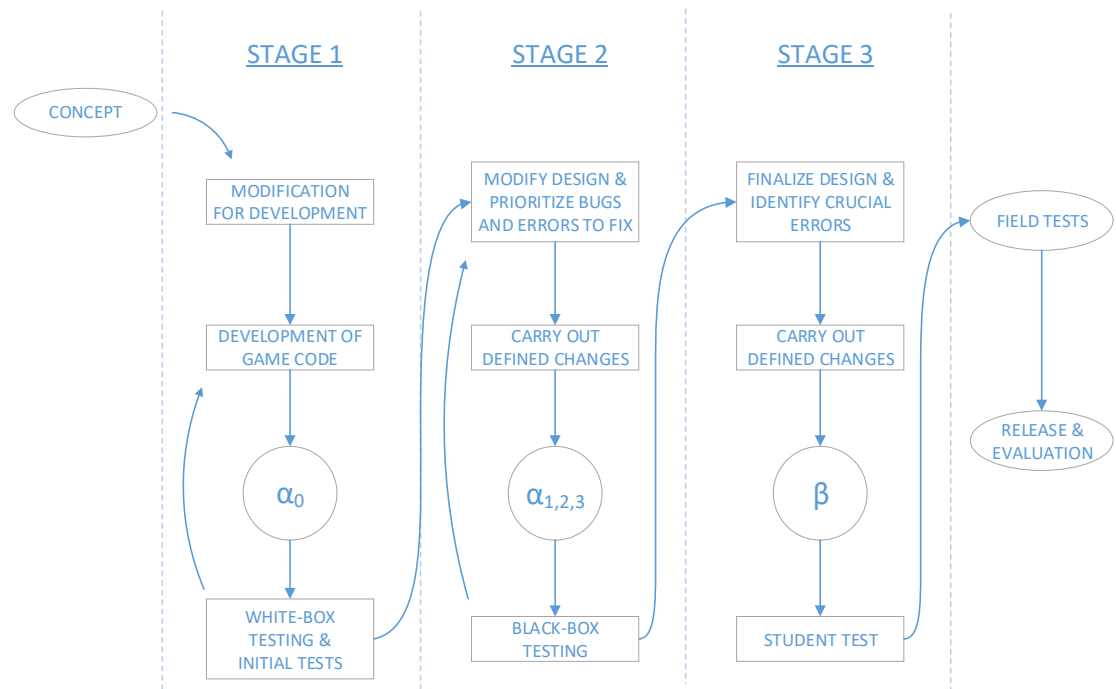 STAGE 1
STAGE 2
STAGE 3
CONCEPT
MODIFICATION
FOR DEVELOPMENT
DEVELOPMENT OF
GAME CODE
α0
WHITE-BOX
TESTING &
INITIAL TESTS
MODIFY DESIGN &
PRIORITIZE BUGS
AND ERRORS TO FIX
CARRY OUT
DEFINED CHANGES
α1,2,3
BLACK-BOX
TESTING
FINALIZE DESIGN &
IDENTIFY CRUCIAL
ERRORS
CARRY OUT
DEFINED CHANGES
β
STUDENT TEST
FIELD TESTS
RELEASE &
EVALUATION